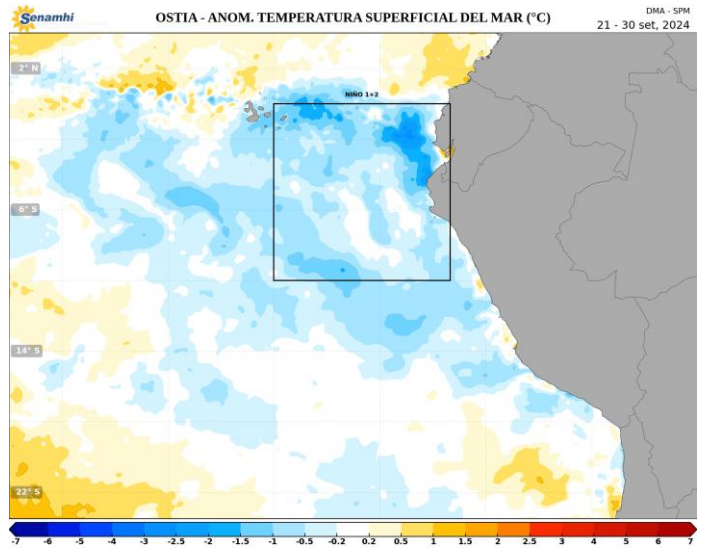 Senamhi
OSTIA - ANOM. TEMPERATURA SUPERFICIAL DEL MAR (°C)
DMA - SPM
21 - 30 set, 2024
2° N
NIÑO 1+2
6° S
14° S
22° S
-7 -6 -5 -4 -3 -2.5 -2 -1.5 -1 -0.5 -0.2 0.2 0.5 1 1.5 2 2.5 3 4 5 6 7